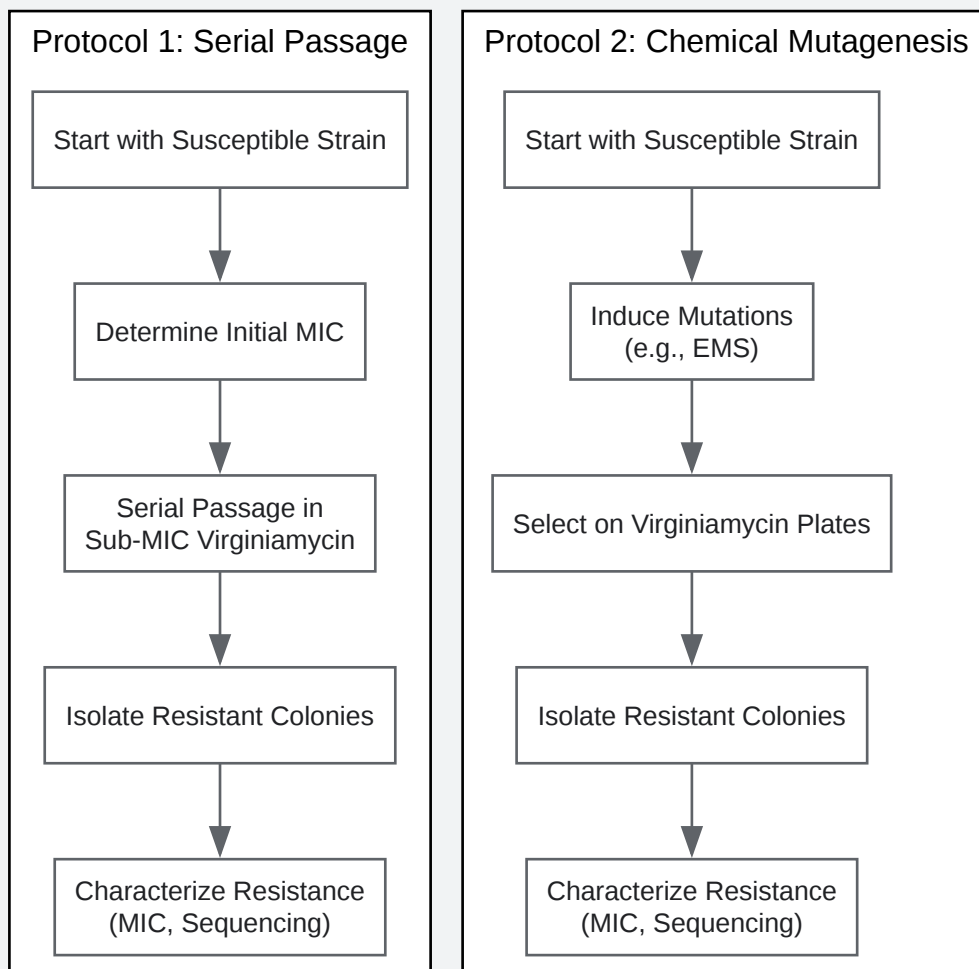 Protocol 1: Serial Passage
Start with Susceptible Strain
Determine Initial MIC
Serial Passage in
Sub-MIC Virginiamycin
Isolate Resistant Colonies
Characterize Resistance
(MIC, Sequencing)
Protocol 2: Chemical Mutagenesis
Start with Susceptible Strain
Induce Mutations
(e.g., EMS)
Select on Virginiamycin Plates
Isolate Resistant Colonies
Characterize Resistance
(MIC, Sequencing)